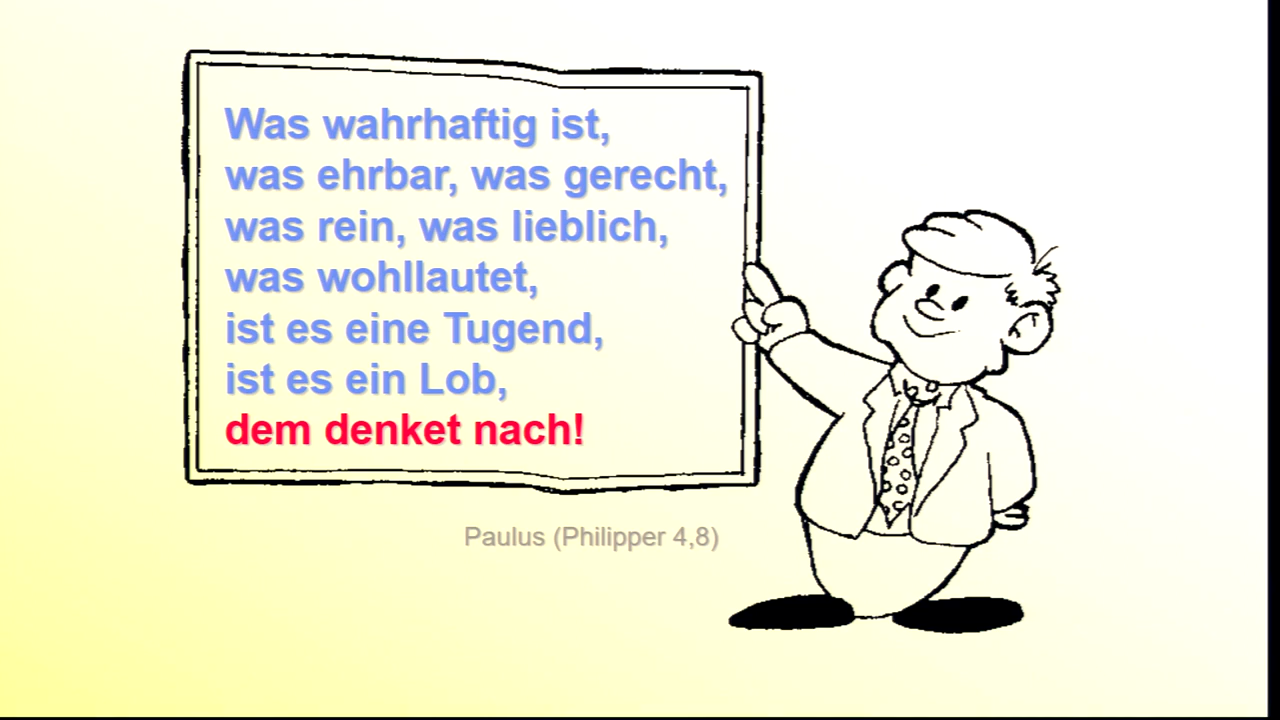 Was wahrhaftig ist,
was ehrbar, was gerecht,
was rein, was lieblich,
was wohllautet,
ist es eine Tugend,
ist es ein Lob,
dem denket nach!
Paulus (Philipper 4,8)